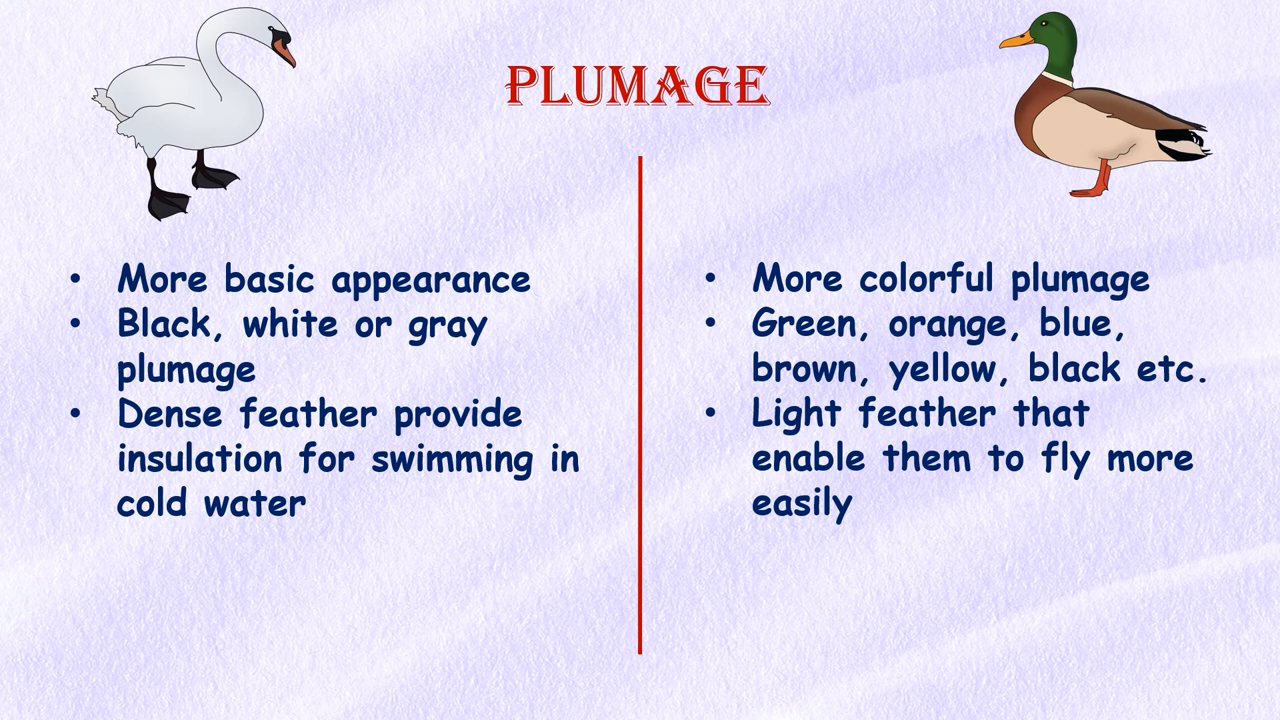 PLUMAGE
• More basic appearance
• Black, white or gray
plumage
• Dense feather provide
insulation for swimming in
cold water
• More colorful plumage
• Green, orange, blue,
brown, yellow, black etc.
• Light feather that
enable them to fly more
easily